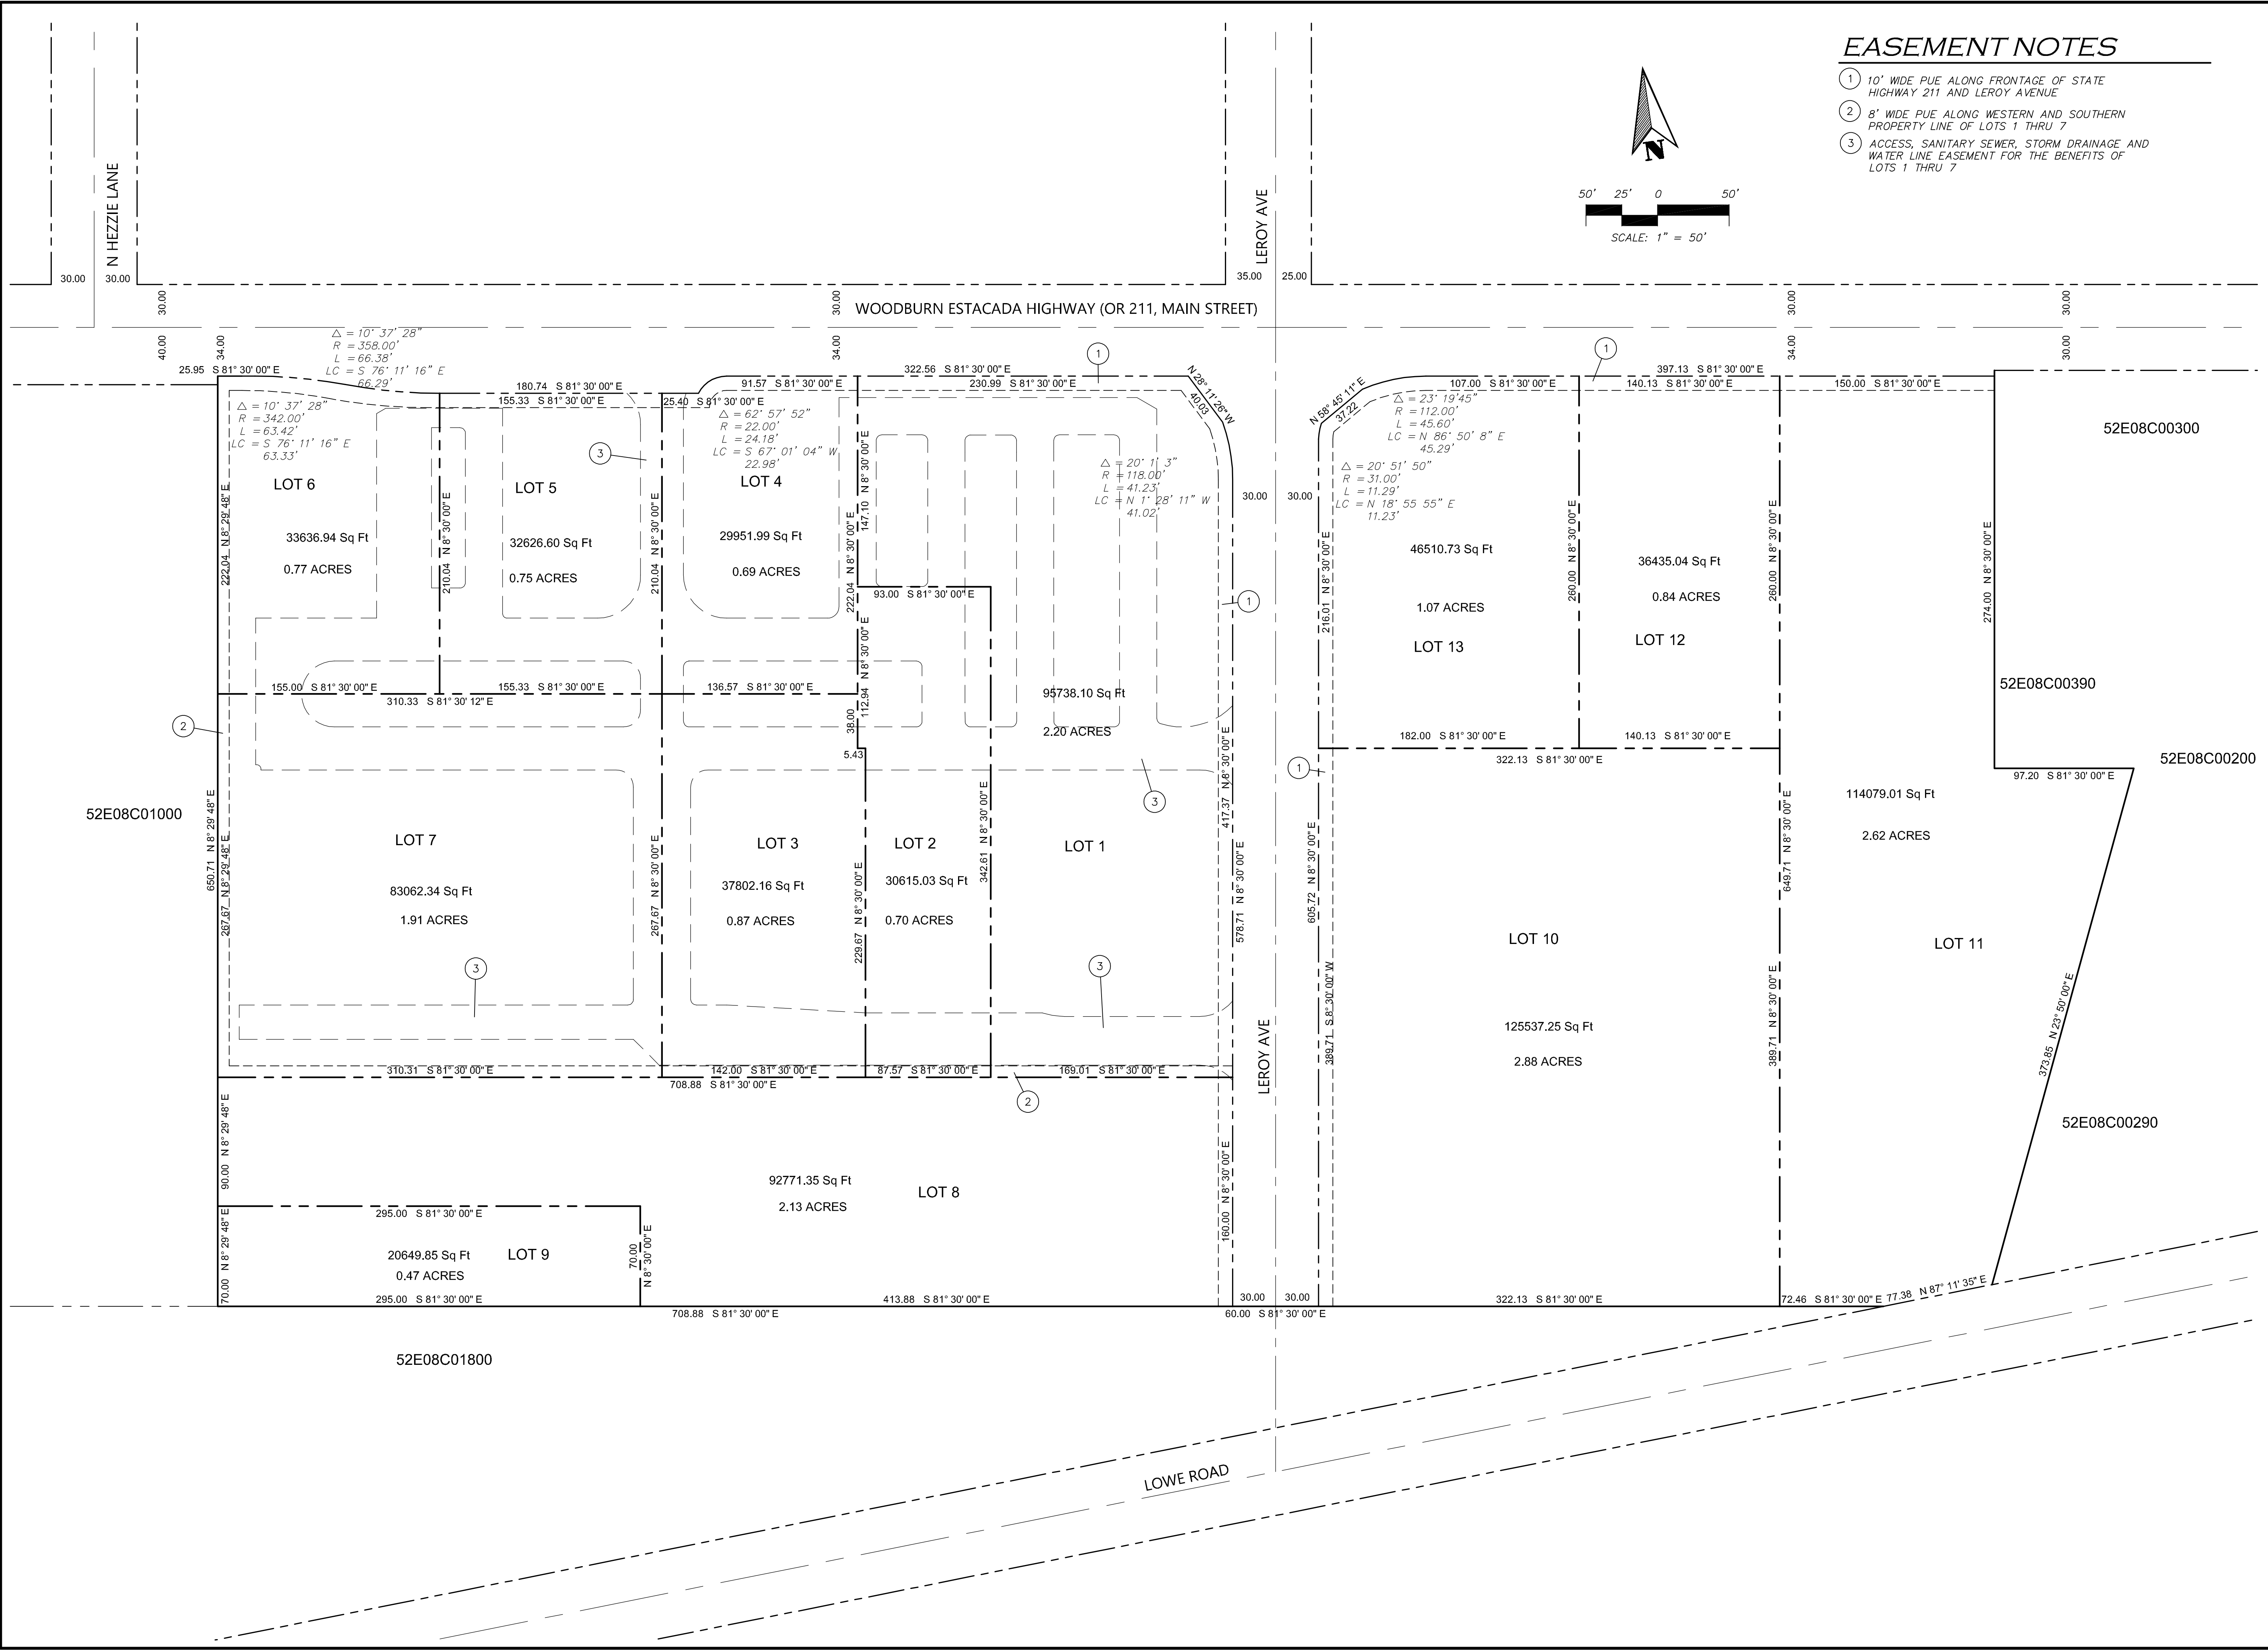 EASEMENT NOTES
1 10' WIDE PUE ALONG FRONTAGE OF STATE
HIGHWAY 211 AND LEROY AVENUE
2 8' WIDE PUE ALONG WESTERN AND SOUTHERN
PROPERTY LINE OF LOTS 1 THRU 7
3 ACCESS, SANITARY SEWER, STORM DRAINAGE AND
WATER LINE EASEMENT FOR THE BENEFITS OF
LOTS 1 THRU 7
N
50' 25' 0 50'
SCALE: 1" = 50'
N HEZZIE LANE
30.00 30.00
LEROY AVE
35.00 25.00
30.00
30.00
30.00
30.00
WOODBURN ESTACADA HIGHWAY (OR 211, MAIN STREET)
40.00
34.00
34.00
34.00
30.00
25.95 S 81° 30' 00" E
△ = 10° 37' 28"
R = 358.00'
L = 66.38'
LC = S 76° 11' 16" E
66.29'
180.74 S 81° 30' 00" E
155.33 S 81° 30' 00" E
25.40 S 81° 30' 00" E
91.57 S 81° 30' 00" E
322.56 S 81° 30' 00" E
230.99 S 81° 30' 00" E
1
N 28° 11' 26" W
40.03
N 58° 45' 11" E
37.22
107.00 S 81° 30' 00" E
1
140.13 S 81° 30' 00" E
397.13 S 81° 30' 00" E
150.00 S 81° 30' 00" E
△ = 10° 37' 28"
R = 342.00'
L = 63.42'
LC = S 76° 11' 16" E
63.33'
△ = 62° 57' 52"
R = 22.00'
L = 24.18'
LC = S 67° 01' 04" W
22.98'
△ = 20° 1' 3"
R = 118.00'
L = 41.23'
LC = N 1° 28' 11" W
41.02'
△ = 23° 19'45"
R = 112.00'
L = 45.60'
LC = N 86° 50' 8" E
45.29'
△ = 20° 51' 50"
R = 31.00'
L = 11.29'
LC = N 18° 55 55" E
11.23'
30.00 30.00
52E08C00300
LOT 6
33636.94 Sq Ft
0.77 ACRES
222.04 N 8° 29' 48" E
LOT 5
32626.60 Sq Ft
0.75 ACRES
210.04 N 8° 30' 00" E
3
210.04 N 8° 30' 00" E
LOT 4
29951.99 Sq Ft
0.69 ACRES
147.10 N 8° 30' 00" E
222.04 N 8° 30' 00" E
93.00 S 81° 30' 00" E
112.94 N 8° 30' 00" E
1
216.01 N 8° 30' 00" E
46510.73 Sq Ft
1.07 ACRES
LOT 13
260.00 N 8° 30' 00" E
36435.04 Sq Ft
0.84 ACRES
LOT 12
260.00 N 8° 30' 00" E
274.00 N 8° 30' 00" E
52E08C00390
155.00 S 81° 30' 00" E
155.33 S 81° 30' 00" E
136.57 S 81° 30' 00" E
310.33 S 81° 30' 12" E
38.00
5.43
95738.10 Sq Ft
2.20 ACRES
2
182.00 S 81° 30' 00" E
140.13 S 81° 30' 00" E
322.13 S 81° 30' 00" E
1
3
52E08C00200
97.20 S 81° 30' 00" E
52E08C01000
650.71 N 8° 29' 48" E
267.67 N 8° 29' 48" E
LOT 7
83062.34 Sq Ft
1.91 ACRES
267.67 N 8° 30' 00" E
LOT 3
37802.16 Sq Ft
0.87 ACRES
229.67 N 8° 30' 00" E
LOT 2
30615.03 Sq Ft
0.70 ACRES
342.61 N 8° 30' 00" E
LOT 1
417.37 N 8° 30' 00" E
578.71 N 8° 30' 00" E
605.72 N 8° 30' 00" E
649.71 N 8° 30' 00" E
114079.01 Sq Ft
2.62 ACRES
LOT 11
LOT 10
125537.25 Sq Ft
2.88 ACRES
389.71 S 8° 30' 00" W
389.71 N 8° 30' 00" E
373.85 N 23° 50' 00" E
3
3
LEROY AVE
310.31 S 81° 30' 00" E
142.00 S 81° 30' 00" E
87.57 S 81° 30' 00" E
169.01 S 81° 30' 00" E
708.88 S 81° 30' 00" E
2
52E08C00290
90.00 N 8° 29' 48" E
92771.35 Sq Ft
2.13 ACRES
LOT 8
160.00 N 8° 30' 00" E
295.00 S 81° 30' 00" E
70.00 N 8° 29' 48" E
20649.85 Sq Ft
0.47 ACRES
LOT 9
70.00
N 8° 30' 00" E
295.00 S 81° 30' 00" E
413.88 S 81° 30' 00" E
30.00 30.00
322.13 S 81° 30' 00" E
72.46 S 81° 30' 00" E
77.38 N 87° 11' 35" E
708.88 S 81° 30' 00" E
60.00 S 81° 30' 00" E
52E08C01800
LOWE ROAD